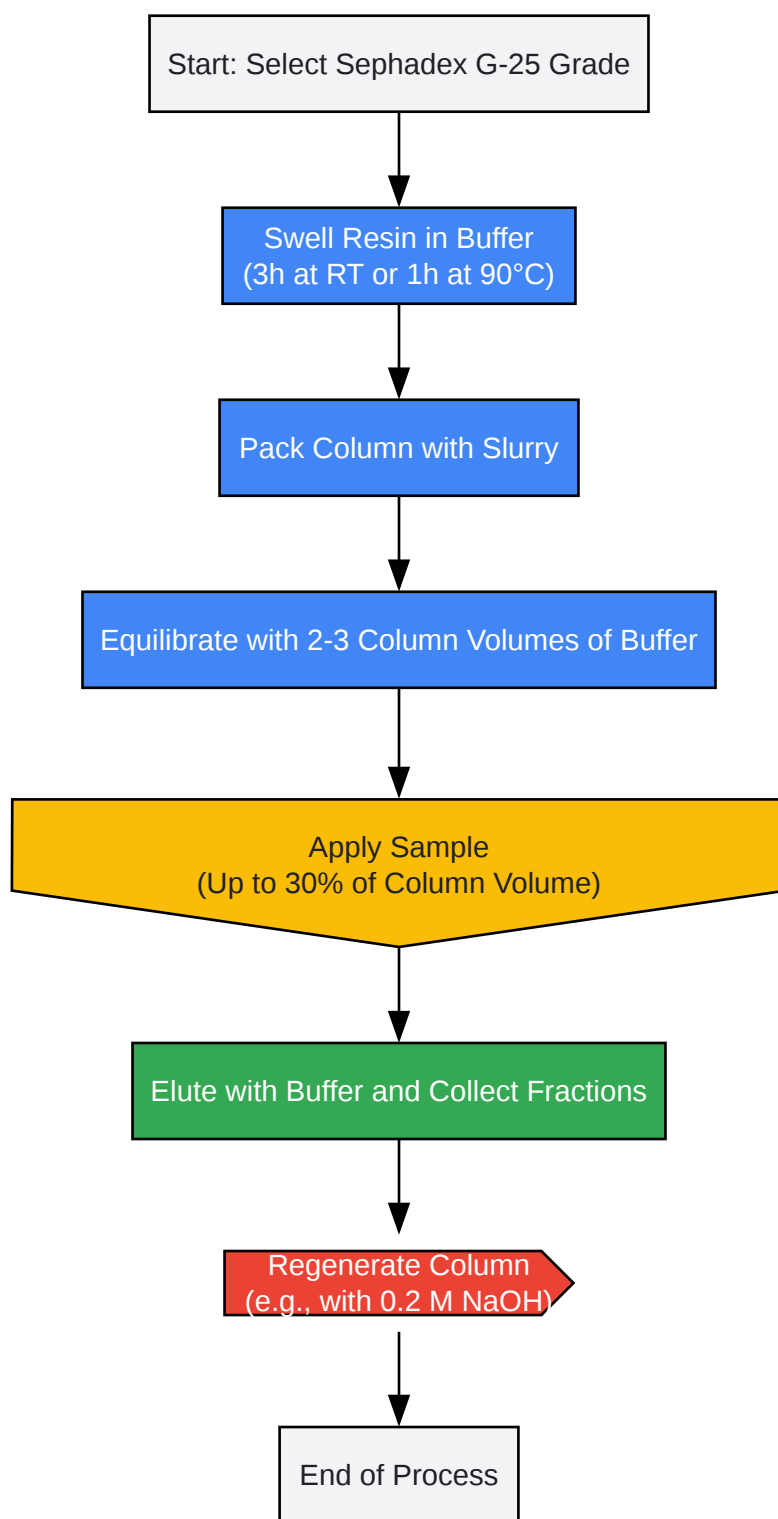 Start: Select Sephadex G-25 Grade
Swell Resin in Buffer
(3h at RT or 1h at 90°C)
Pack Column with Slurry
Equilibrate with 2-3 Column Volumes of Buffer
Apply Sample
(Up to 30% of Column Volume)
Elute with Buffer and Collect Fractions
Regenerate Column
(e.g., with 0.2 M NaOH)
End of Process